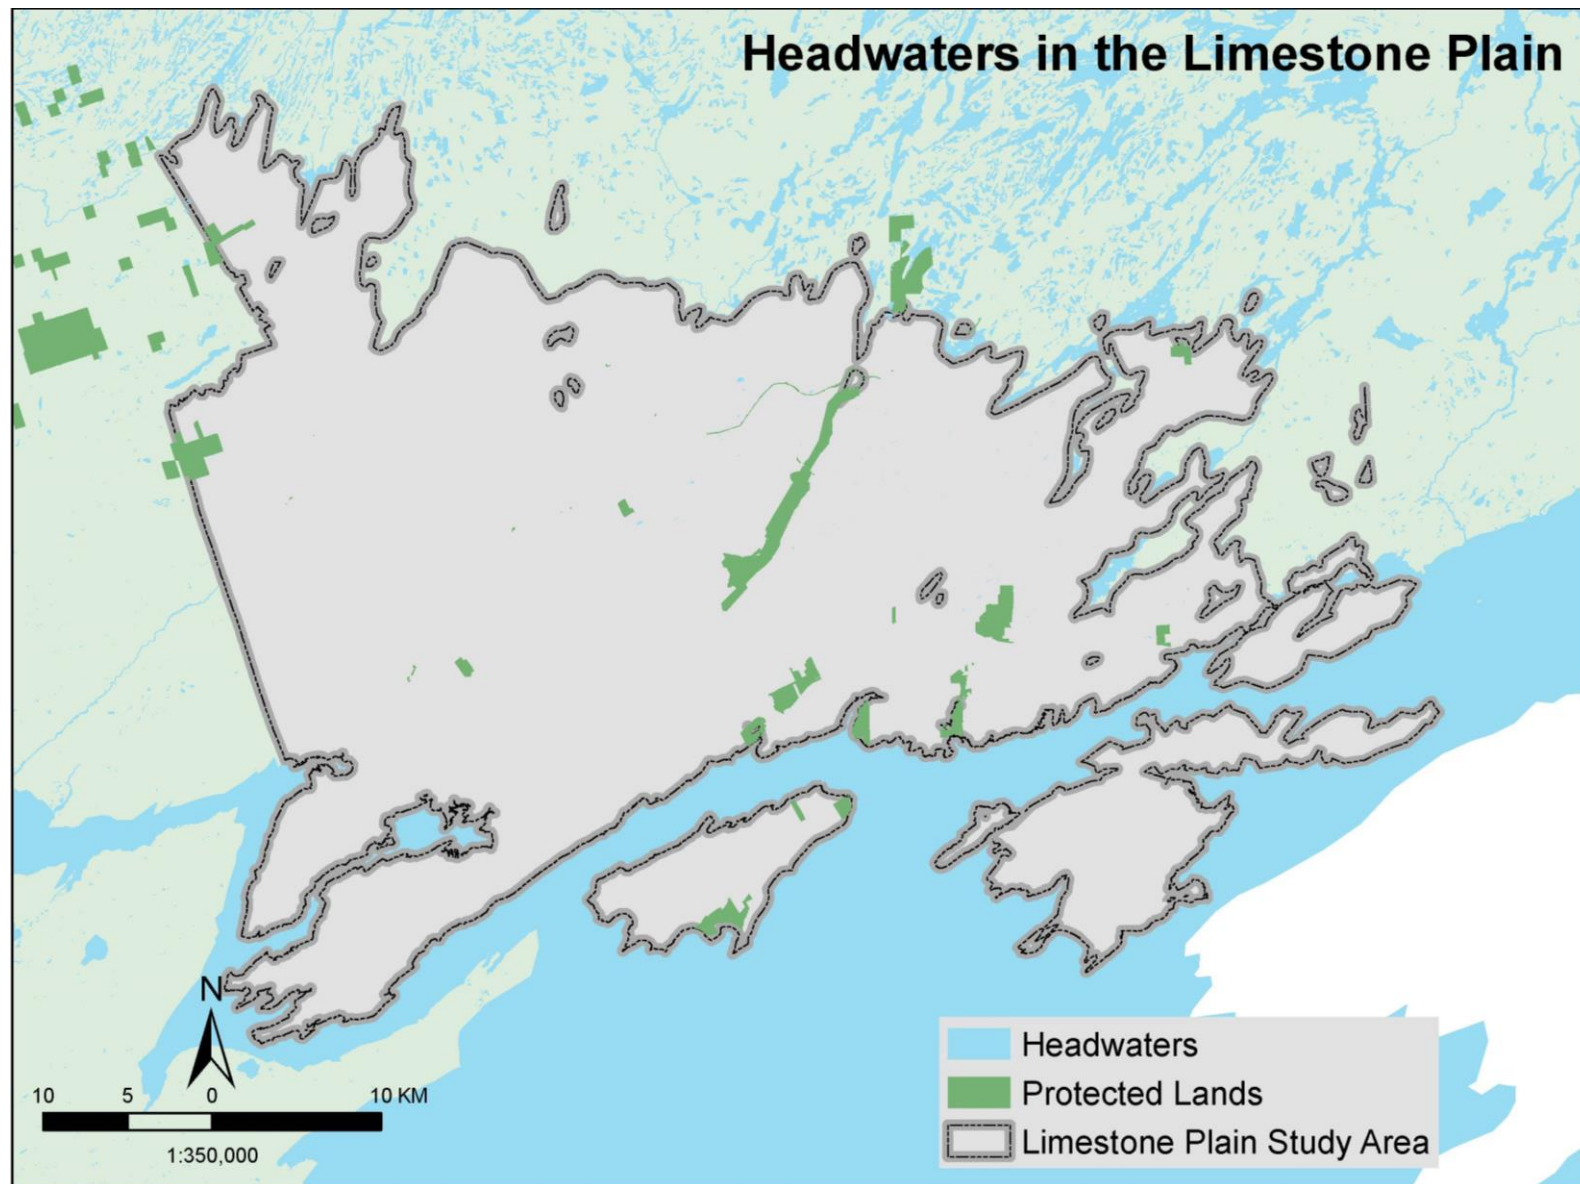 Headwaters in the Limestone Plain
N
10 5 0 10 KM
1:350,000
Headwaters
Protected Lands
Limestone Plain Study Area